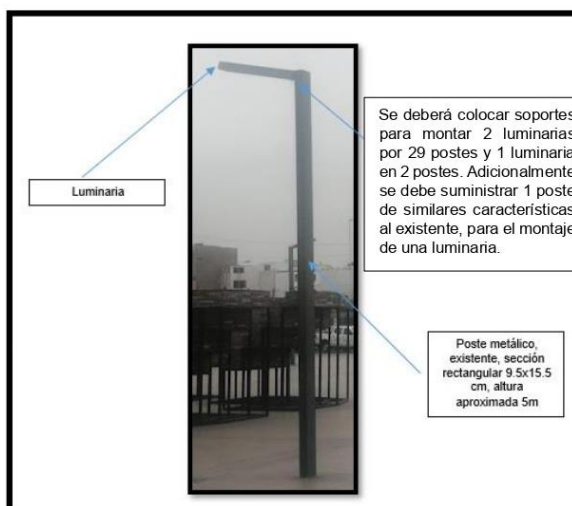 Luminaria
Se deberá colocar soportes
para montar 2 luminarias
por 29 postes y 1 luminaria
en 2 postes. Adicionalmente
se debe suministrar 1 poste
de similares características
al existente, para el montaje
de una luminaria.
Poste metálico,
existente, sección
rectangular 9.5x15.5
cm, altura
aproximada 5m